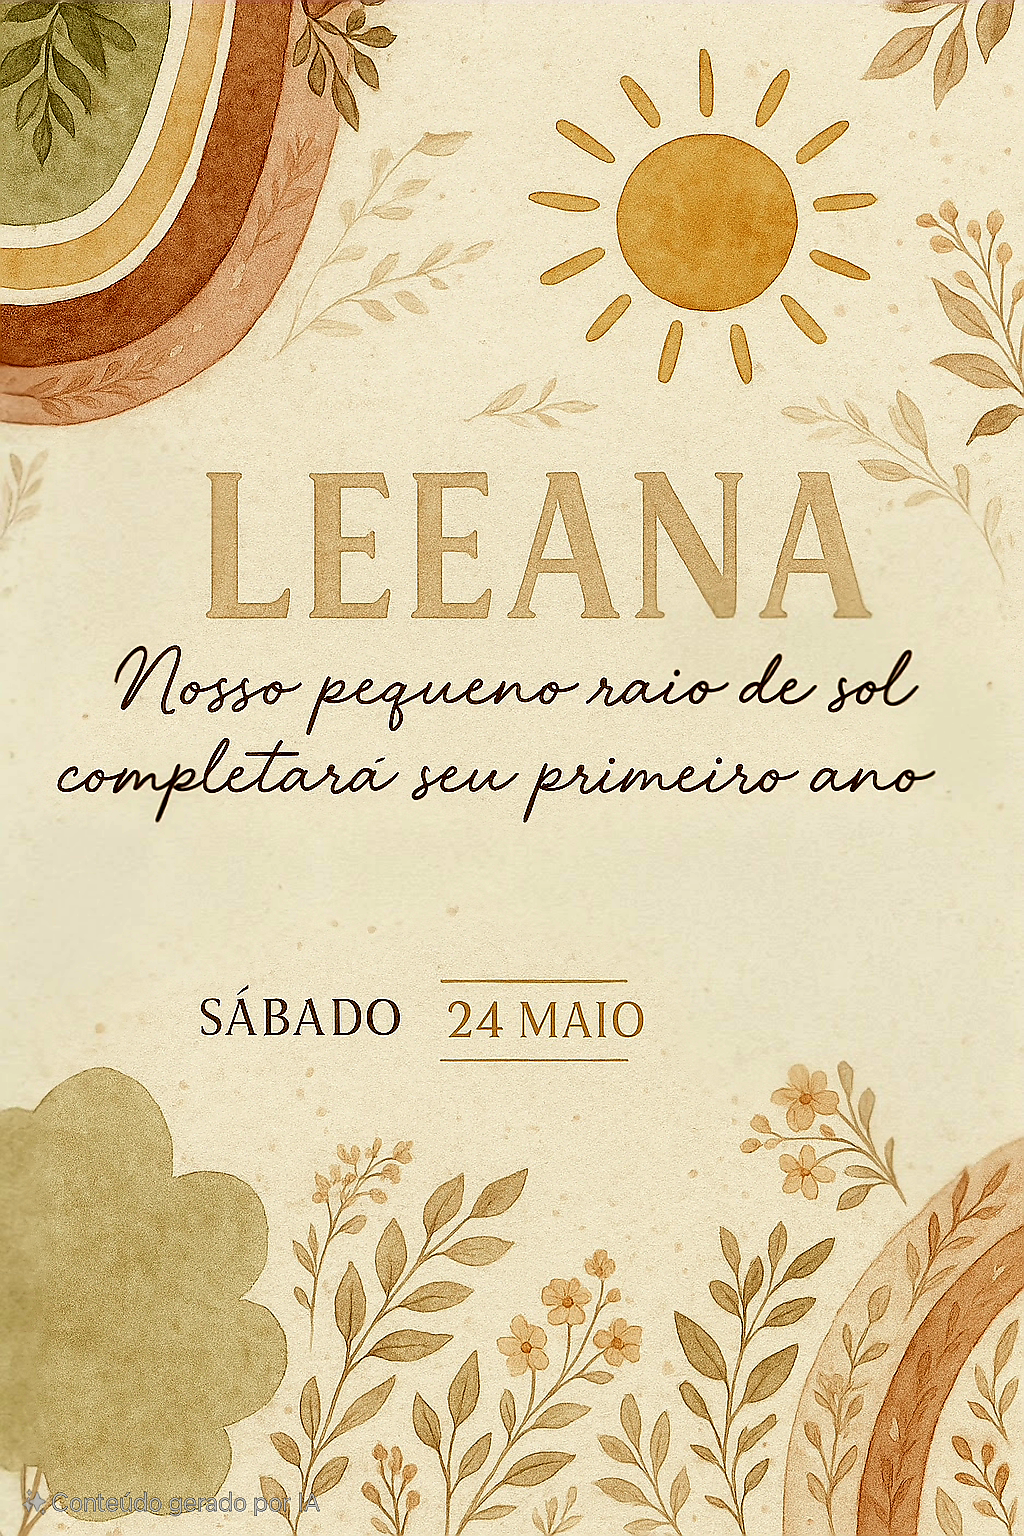 LEEANA
Nosso pequeno raio de sol
completará seu primeiro ano
SÁBADO 24 MAIO
Conteúdo gerado por IA